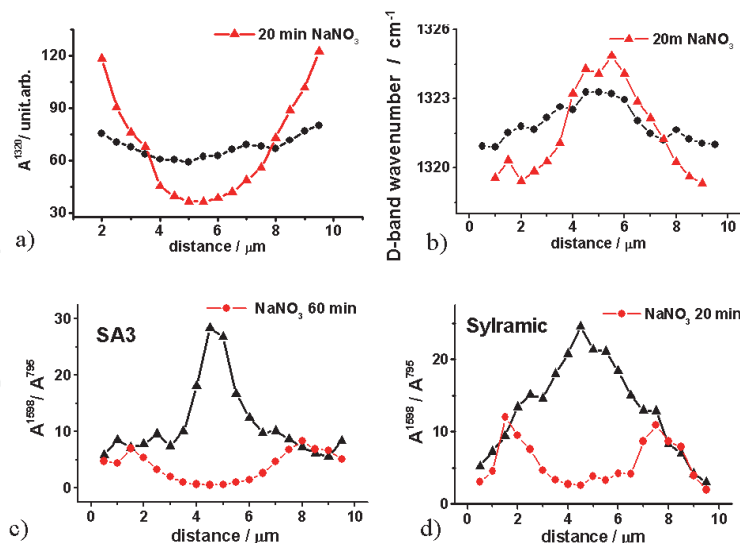 20 min NaNO₃
A¹³²⁰/ unit.arb.
120
90
60
30
2 4 6 8 10
distance / μm
a)
20m NaNO₃
D-band wavenumber / cm⁻¹
1326
1323
1320
0 2 4 6 8 10
distance / μm
b)
NaNO₃ 60 min
SA3
A¹⁵⁹⁸ / A⁷⁹⁵
30
20
10
0
0 2 4 6 8 10
distance / μm
c)
NaNO₃ 20 min
Sylramic
A¹⁵⁹⁸ / A⁷⁹⁵
20
10
0
0 2 4 6 8 10
distance / μm
d)